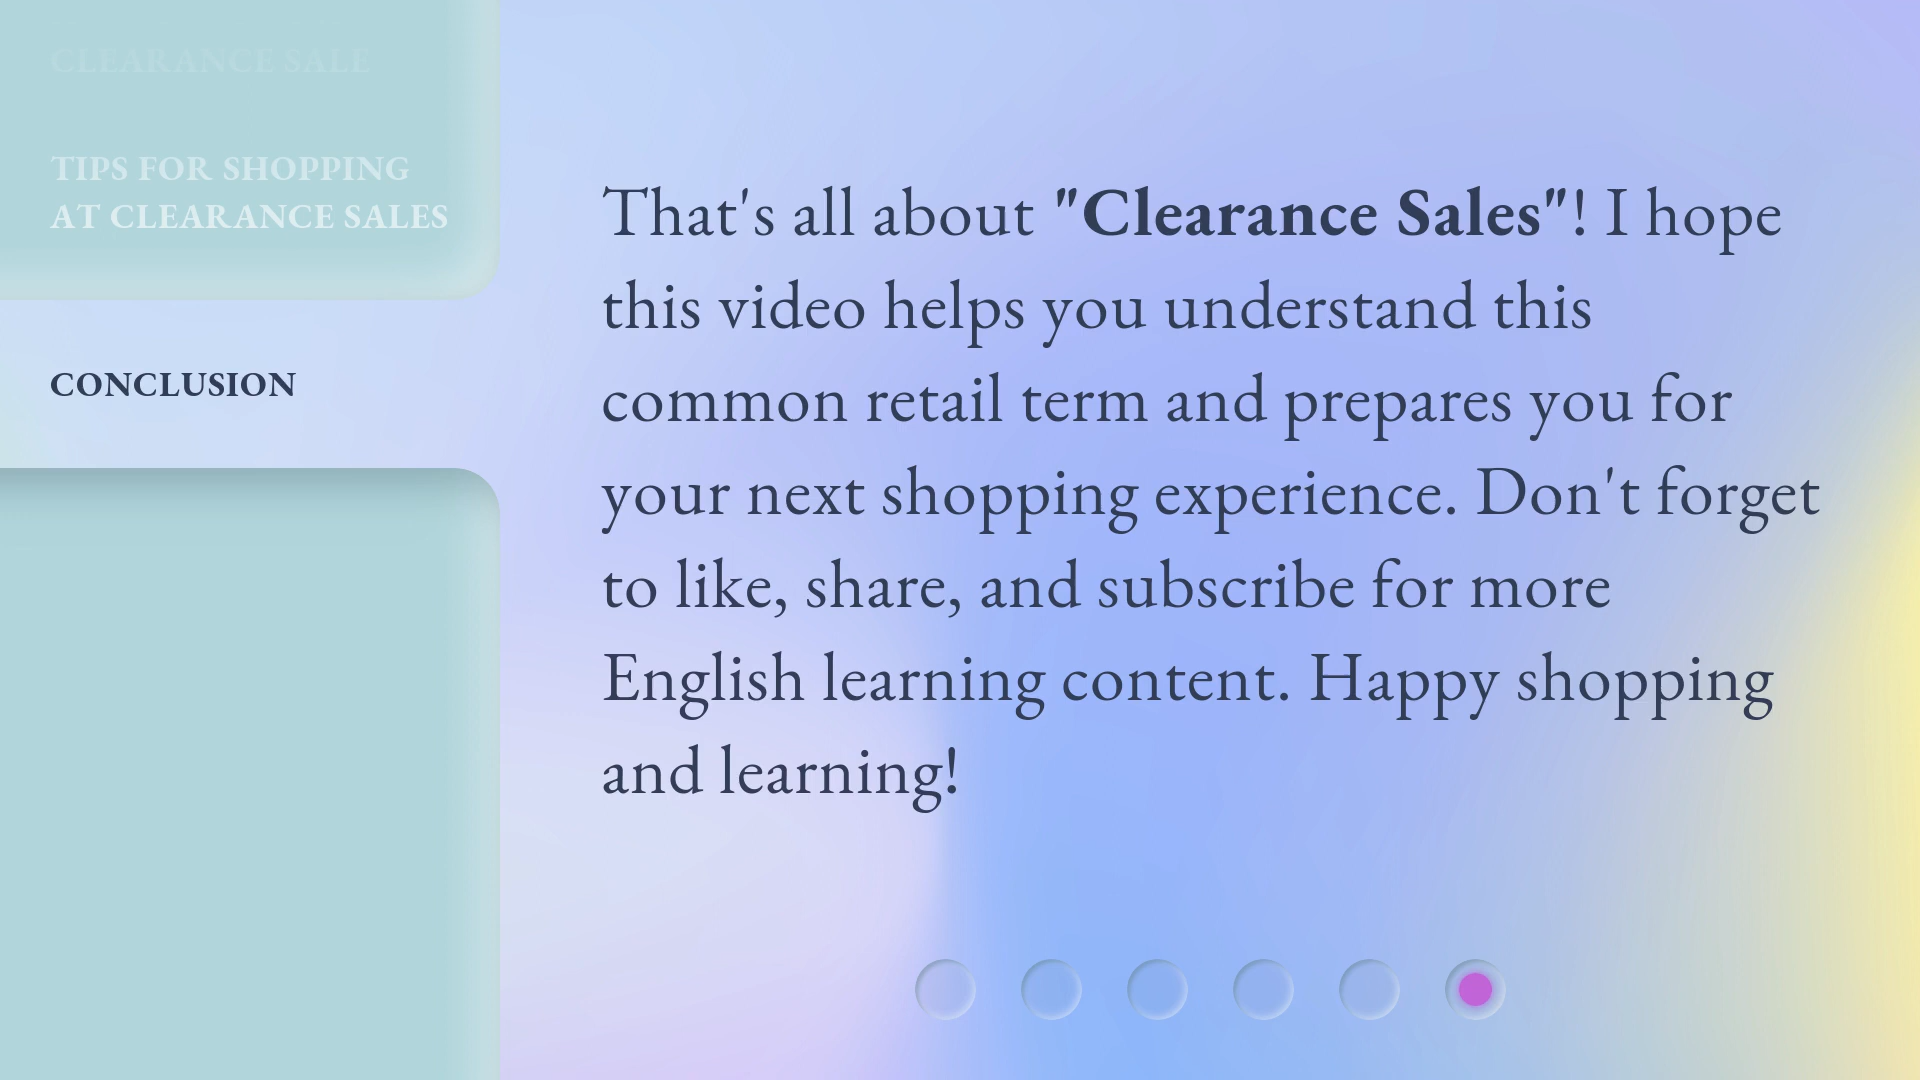 CLEARANCE SALE
TIPS FOR SHOPPING
AT CLEARANCE SALES
CONCLUSION
That's all about "Clearance Sales"! I hope
this video helps you understand this
common retail term and prepares you for
your next shopping experience. Don't forget
to like, share, and subscribe for more
English learning content. Happy shopping
and learning!